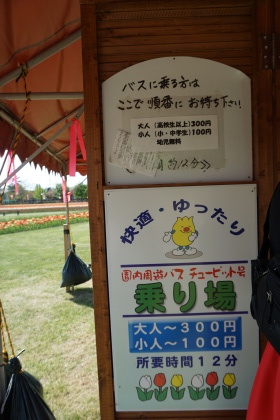 バスに乗る方は
ここで順番にお待ち下さい
大人(高校生以上)300円
小人(小・中学生)100円
幼児無料
快適・ゆったり
園内周遊バス チューピット号
乗り場
大人〜300円
小人〜100円
所要時間12分